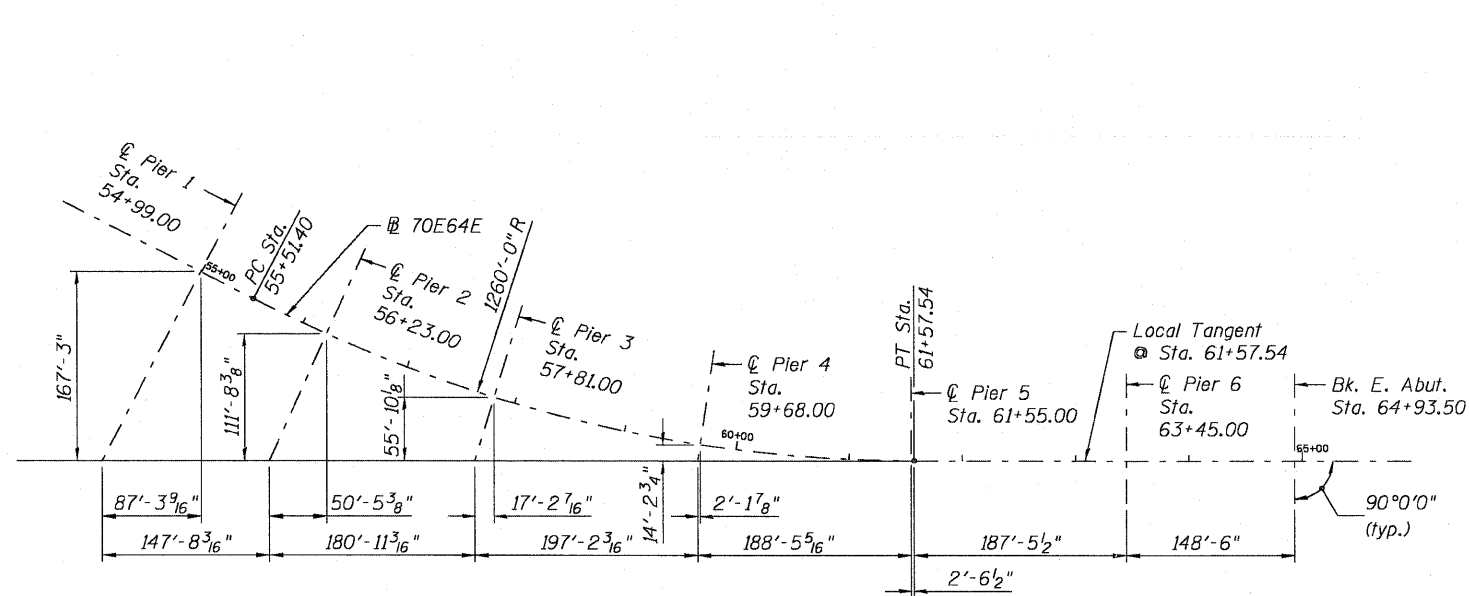 ℄ Pier 1
Sta.
54+99.00
55+00
PC Sta.
55+51.40
℔ 70E64E
℄ Pier 2
Sta.
56+23.00
1260'-0" R
℄ Pier 3
Sta.
57+81.00
℄ Pier 4
Sta.
59+68.00
60+00
PT Sta.
61+57.54
℄ Pier 5
Sta. 61+55.00
Local Tangent
@ Sta. 61+57.54
℄ Pier 6
Sta.
63+45.00
Bk. E. Abut.
Sta. 64+93.50
65+00
90°0'0"
(typ.)
167'-3"
111'-8 3/8"
55'-10 1/8"
14'-2 3/4"
87'-3 9/16"
50'-5 3/8"
17'-2 7/16"
2'-1 7/8"
147'-8 3/16"
180'-11 3/16"
197'-2 3/16"
188'-5 5/16"
187'-5 1/2"
148'-6"
2'-6 1/2"